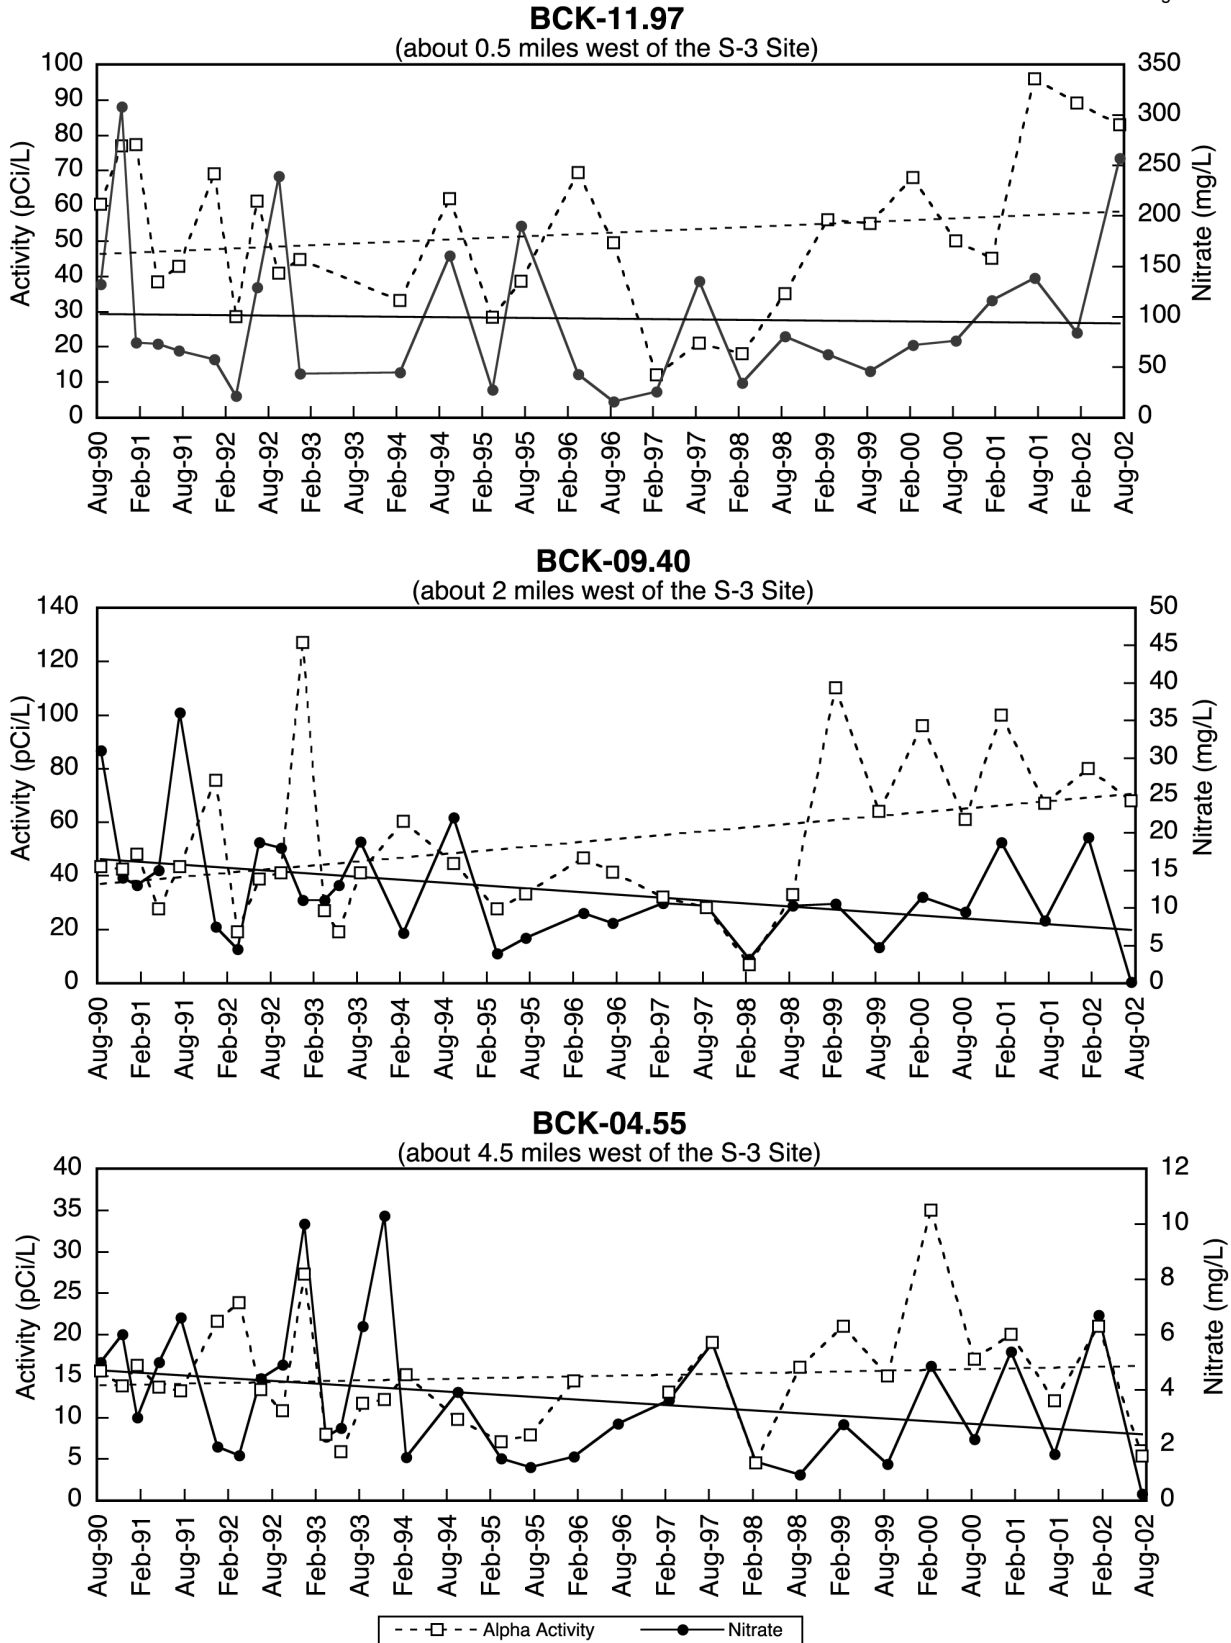 BCK-11.97
(about 0.5 miles west of the S-3 Site)
Activity (pCi/L)
100
90
80
70
60
50
40
30
20
10
0
350
300
250
200
150
100
50
0
Nitrate (mg/L)
Aug-90
Feb-91
Aug-91
Feb-92
Aug-92
Feb-93
Aug-93
Feb-94
Aug-94
Feb-95
Aug-95
Feb-96
Aug-96
Feb-97
Aug-97
Feb-98
Aug-98
Feb-99
Aug-99
Feb-00
Aug-00
Feb-01
Aug-01
Feb-02
Aug-02
BCK-09.40
(about 2 miles west of the S-3 Site)
Activity (pCi/L)
140
120
100
80
60
40
20
0
50
45
40
35
30
25
20
15
10
5
0
Nitrate (mg/L)
Aug-90
Feb-91
Aug-91
Feb-92
Aug-92
Feb-93
Aug-93
Feb-94
Aug-94
Feb-95
Aug-95
Feb-96
Aug-96
Feb-97
Aug-97
Feb-98
Aug-98
Feb-99
Aug-99
Feb-00
Aug-00
Feb-01
Aug-01
Feb-02
Aug-02
BCK-04.55
(about 4.5 miles west of the S-3 Site)
Activity (pCi/L)
40
35
30
25
20
15
10
5
0
12
10
8
6
4
2
0
Nitrate (mg/L)
Aug-90
Feb-91
Aug-91
Feb-92
Aug-92
Feb-93
Aug-93
Feb-94
Aug-94
Feb-95
Aug-95
Feb-96
Aug-96
Feb-97
Aug-97
Feb-98
Aug-98
Feb-99
Aug-99
Feb-00
Aug-00
Feb-01
Aug-01
Feb-02
Aug-02
Alpha Activity
Nitrate